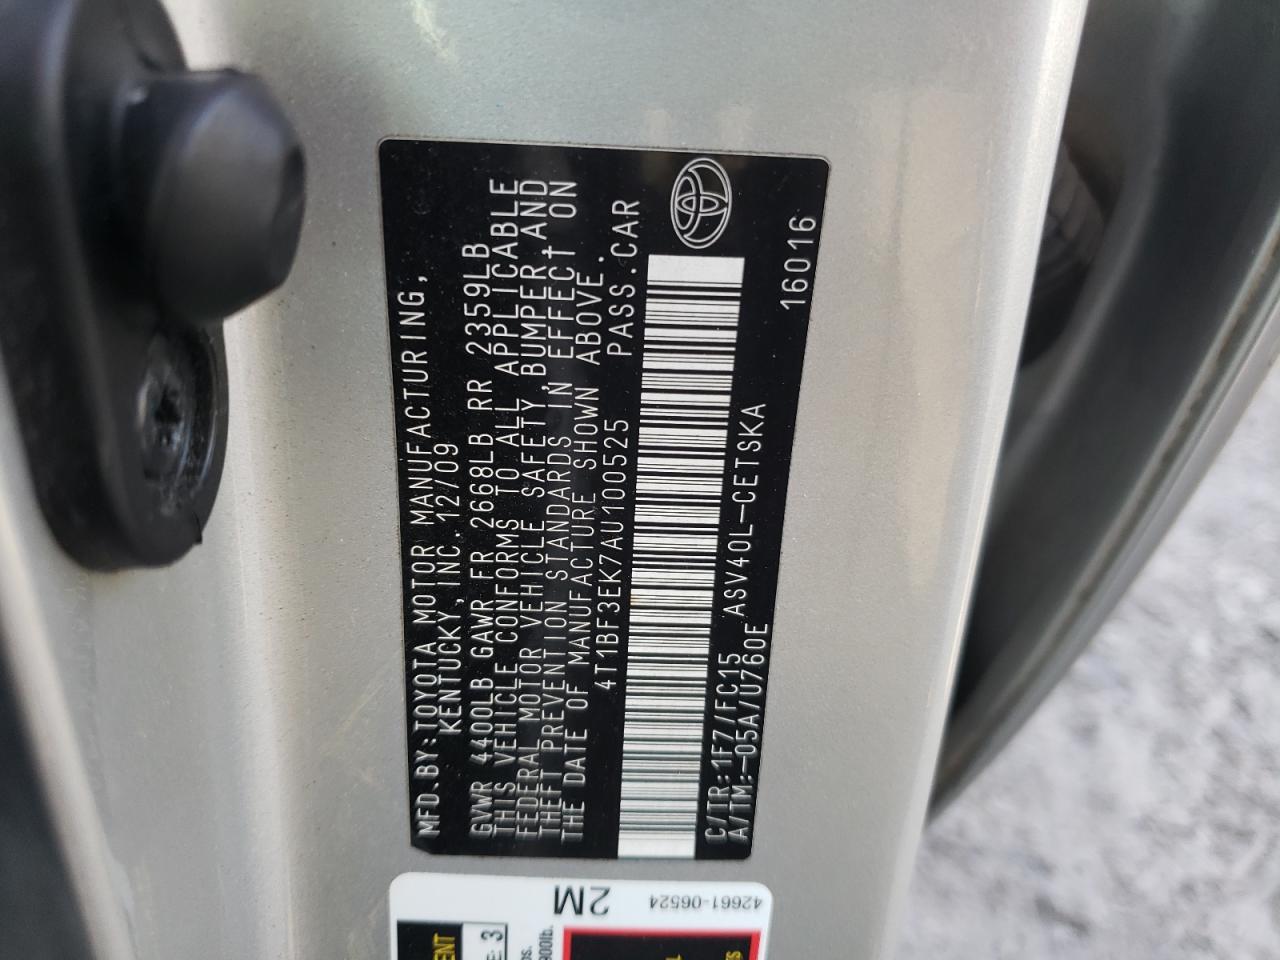 MFD.BY:TOYOTA MOTOR MANUFACTURING,
KENTUCKY,INC. 12/09
GVWR 4400LB GAWR FR 2668LB RR 2359LB
THIS VEHICLE CONFORMS TO ALL APPLICABLE
FEDERAL MOTOR VEHICLE SAFETY,BUMPER,AND
THEFT PREVENTION STANDARDS IN EFFECT ON
THE DATE OF MANUFACTURE SHOWN ABOVE.
4T1BF3EK7AU100525 PASS.CAR
C/TR:1F7/FC15 ASV40L-CETSKA 16016
A/TM:-05A/U760E
2M
42661-06524
3